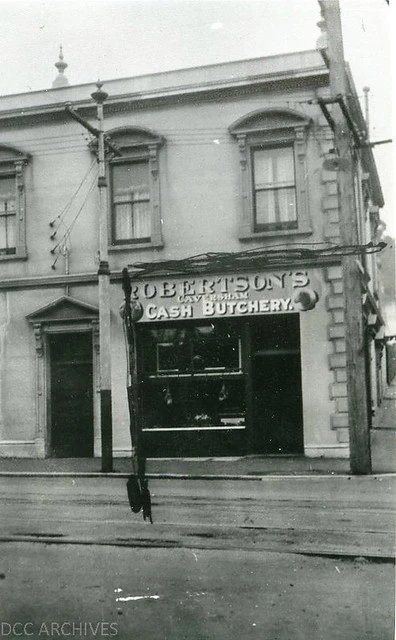 ROBERTSON'S
CAVERSHAM
CASH BUTCHERY.
DCC ARCHIVES